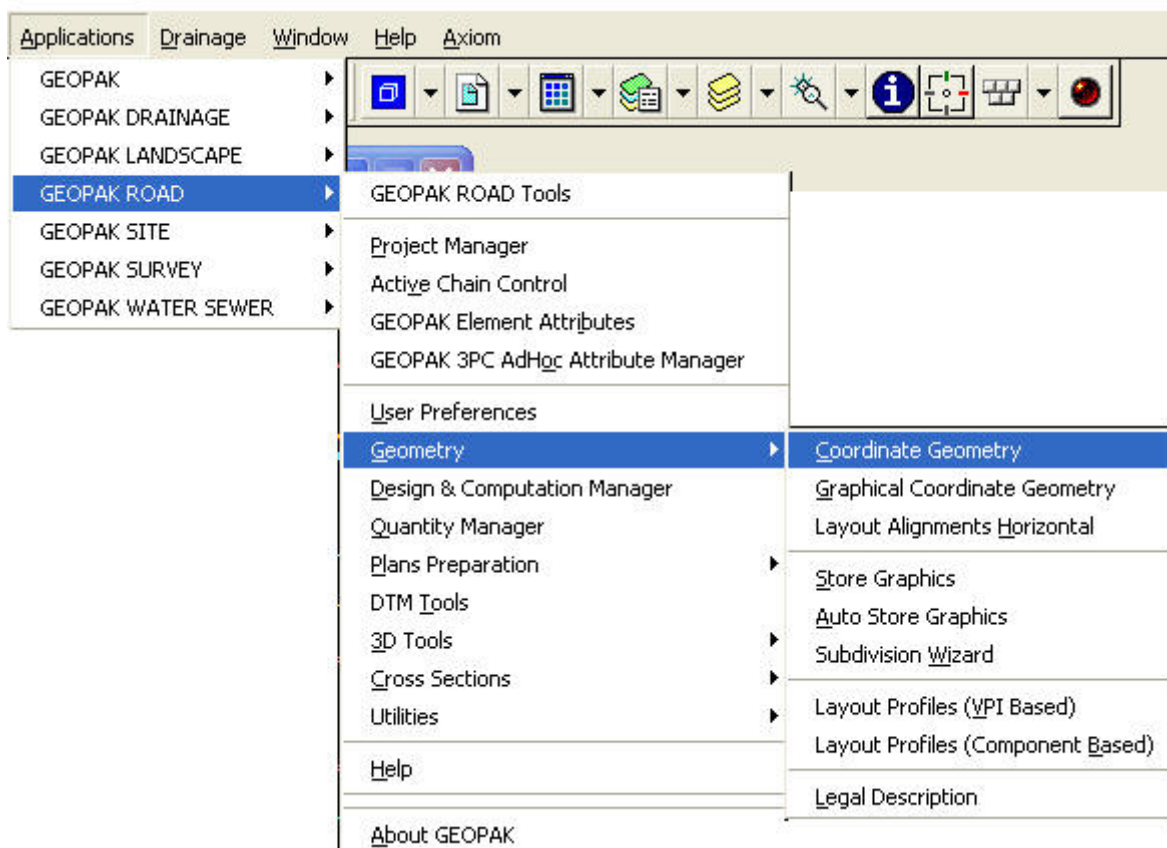 Applications Drainage Window Help Axiom
GEOPAK
GEOPAK DRAINAGE
GEOPAK LANDSCAPE
GEOPAK ROAD
GEOPAK SITE
GEOPAK SURVEY
GEOPAK WATER SEWER
GEOPAK ROAD Tools
Project Manager
Active Chain Control
GEOPAK Element Attributes
GEOPAK 3PC AdHoc Attribute Manager
User Preferences
Geometry
Design & Computation Manager
Quantity Manager
Plans Preparation
DTM Tools
3D Tools
Cross Sections
Utilities
Help
About GEOPAK
Coordinate Geometry
Graphical Coordinate Geometry
Layout Alignments Horizontal
Store Graphics
Auto Store Graphics
Subdivision Wizard
Layout Profiles (VPI Based)
Layout Profiles (Component Based)
Legal Description